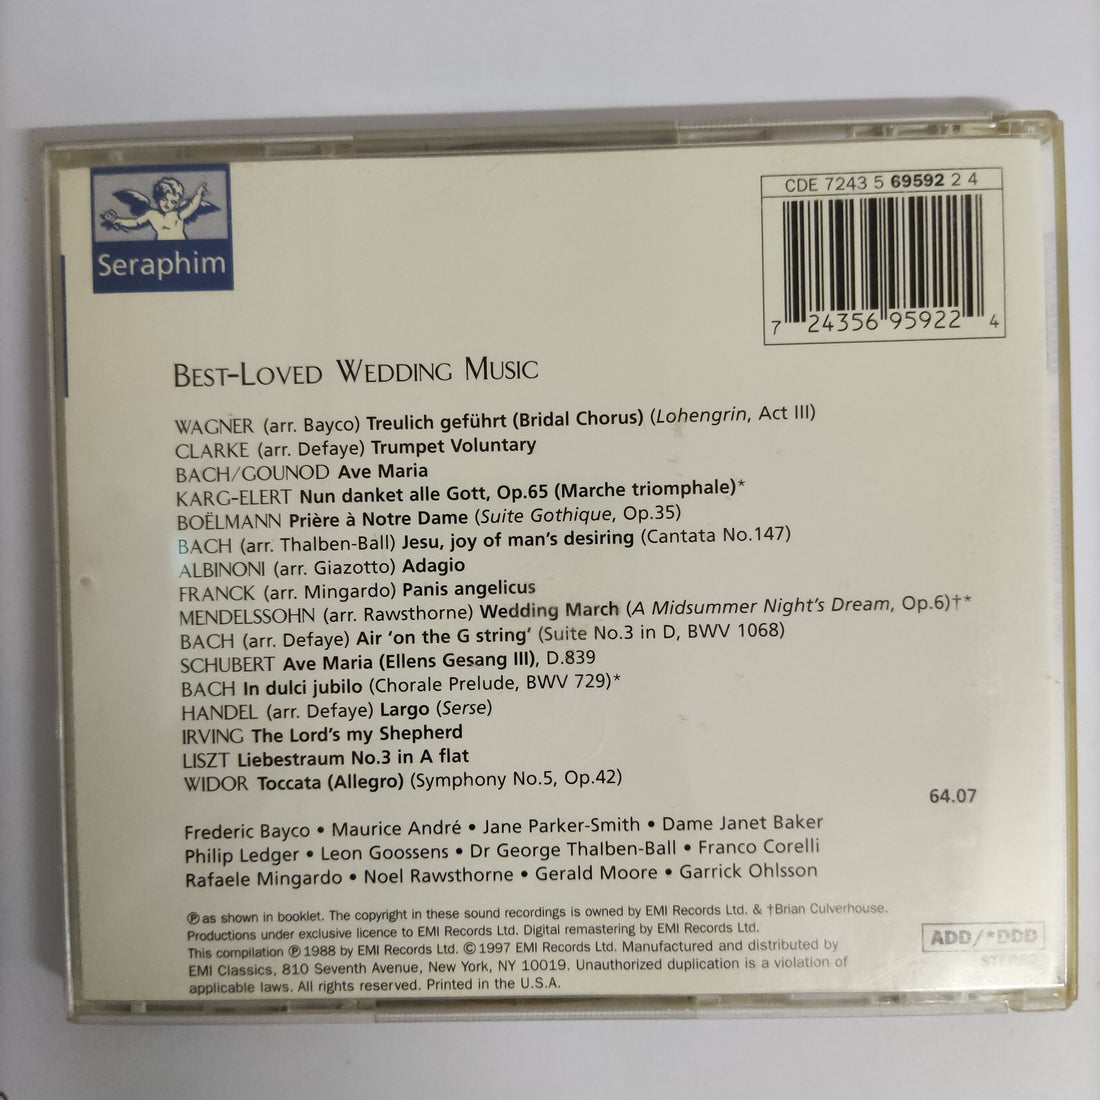 Seraphim
CDE 7243 5 69592 2 4
7 24356 95922 4
BEST-LOVED WEDDING MUSIC
WAGNER (arr. Bayco) Treulich geführt (Bridal Chorus) (Lohengrin, Act III)
CLARKE (arr. Defaye) Trumpet Voluntary
BACH/GOUNOD Ave Maria
KARG-ELERT Nun danket alle Gott, Op.65 (Marche triomphale)*
BOËLMANN Prière à Notre Dame (Suite Gothique, Op.35)
BACH (arr. Thalben-Ball) Jesu, joy of man's desiring (Cantata No.147)
ALBINONI (arr. Giazotto) Adagio
FRANCK (arr. Mingardo) Panis angelicus
MENDELSSOHN (arr. Rawsthorne) Wedding March (A Midsummer Night's Dream, Op.6)†*
BACH (arr. Defaye) Air 'on the G string' (Suite No.3 in D, BWV 1068)
SCHUBERT Ave Maria (Ellens Gesang III), D.839
BACH In dulci jubilo (Chorale Prelude, BWV 729)*
HANDEL (arr. Defaye) Largo (Serse)
IRVING The Lord's my Shepherd
LISZT Liebestraum No.3 in A flat
WIDOR Toccata (Allegro) (Symphony No.5, Op.42)
64.07
Frederic Bayco • Maurice André • Jane Parker-Smith • Dame Janet Baker
Philip Ledger • Leon Goossens • Dr George Thalben-Ball • Franco Corelli
Rafaele Mingardo • Noel Rawsthorne • Gerald Moore • Garrick Ohlsson
℗ as shown in booklet. The copyright in these sound recordings is owned by EMI Records Ltd. & †Brian Culverhouse.
Productions under exclusive licence to EMI Records Ltd. Digital remastering by EMI Records Ltd.
This compilation ℗ 1988 by EMI Records Ltd. © 1997 EMI Records Ltd. Manufactured and distributed by
EMI Classics, 810 Seventh Avenue, New York, NY 10019. Unauthorized duplication is a violation of
applicable laws. All rights reserved. Printed in the U.S.A.
ADD/*DDD
STEREO